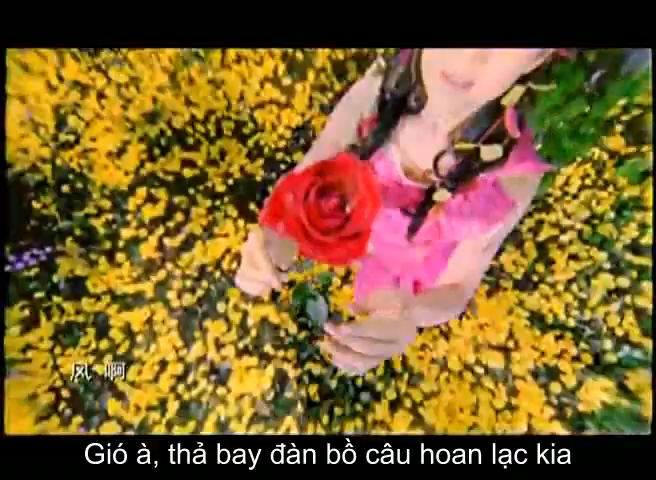 风 啊
Gió à, thả bay đàn bồ câu hoan lạc kia